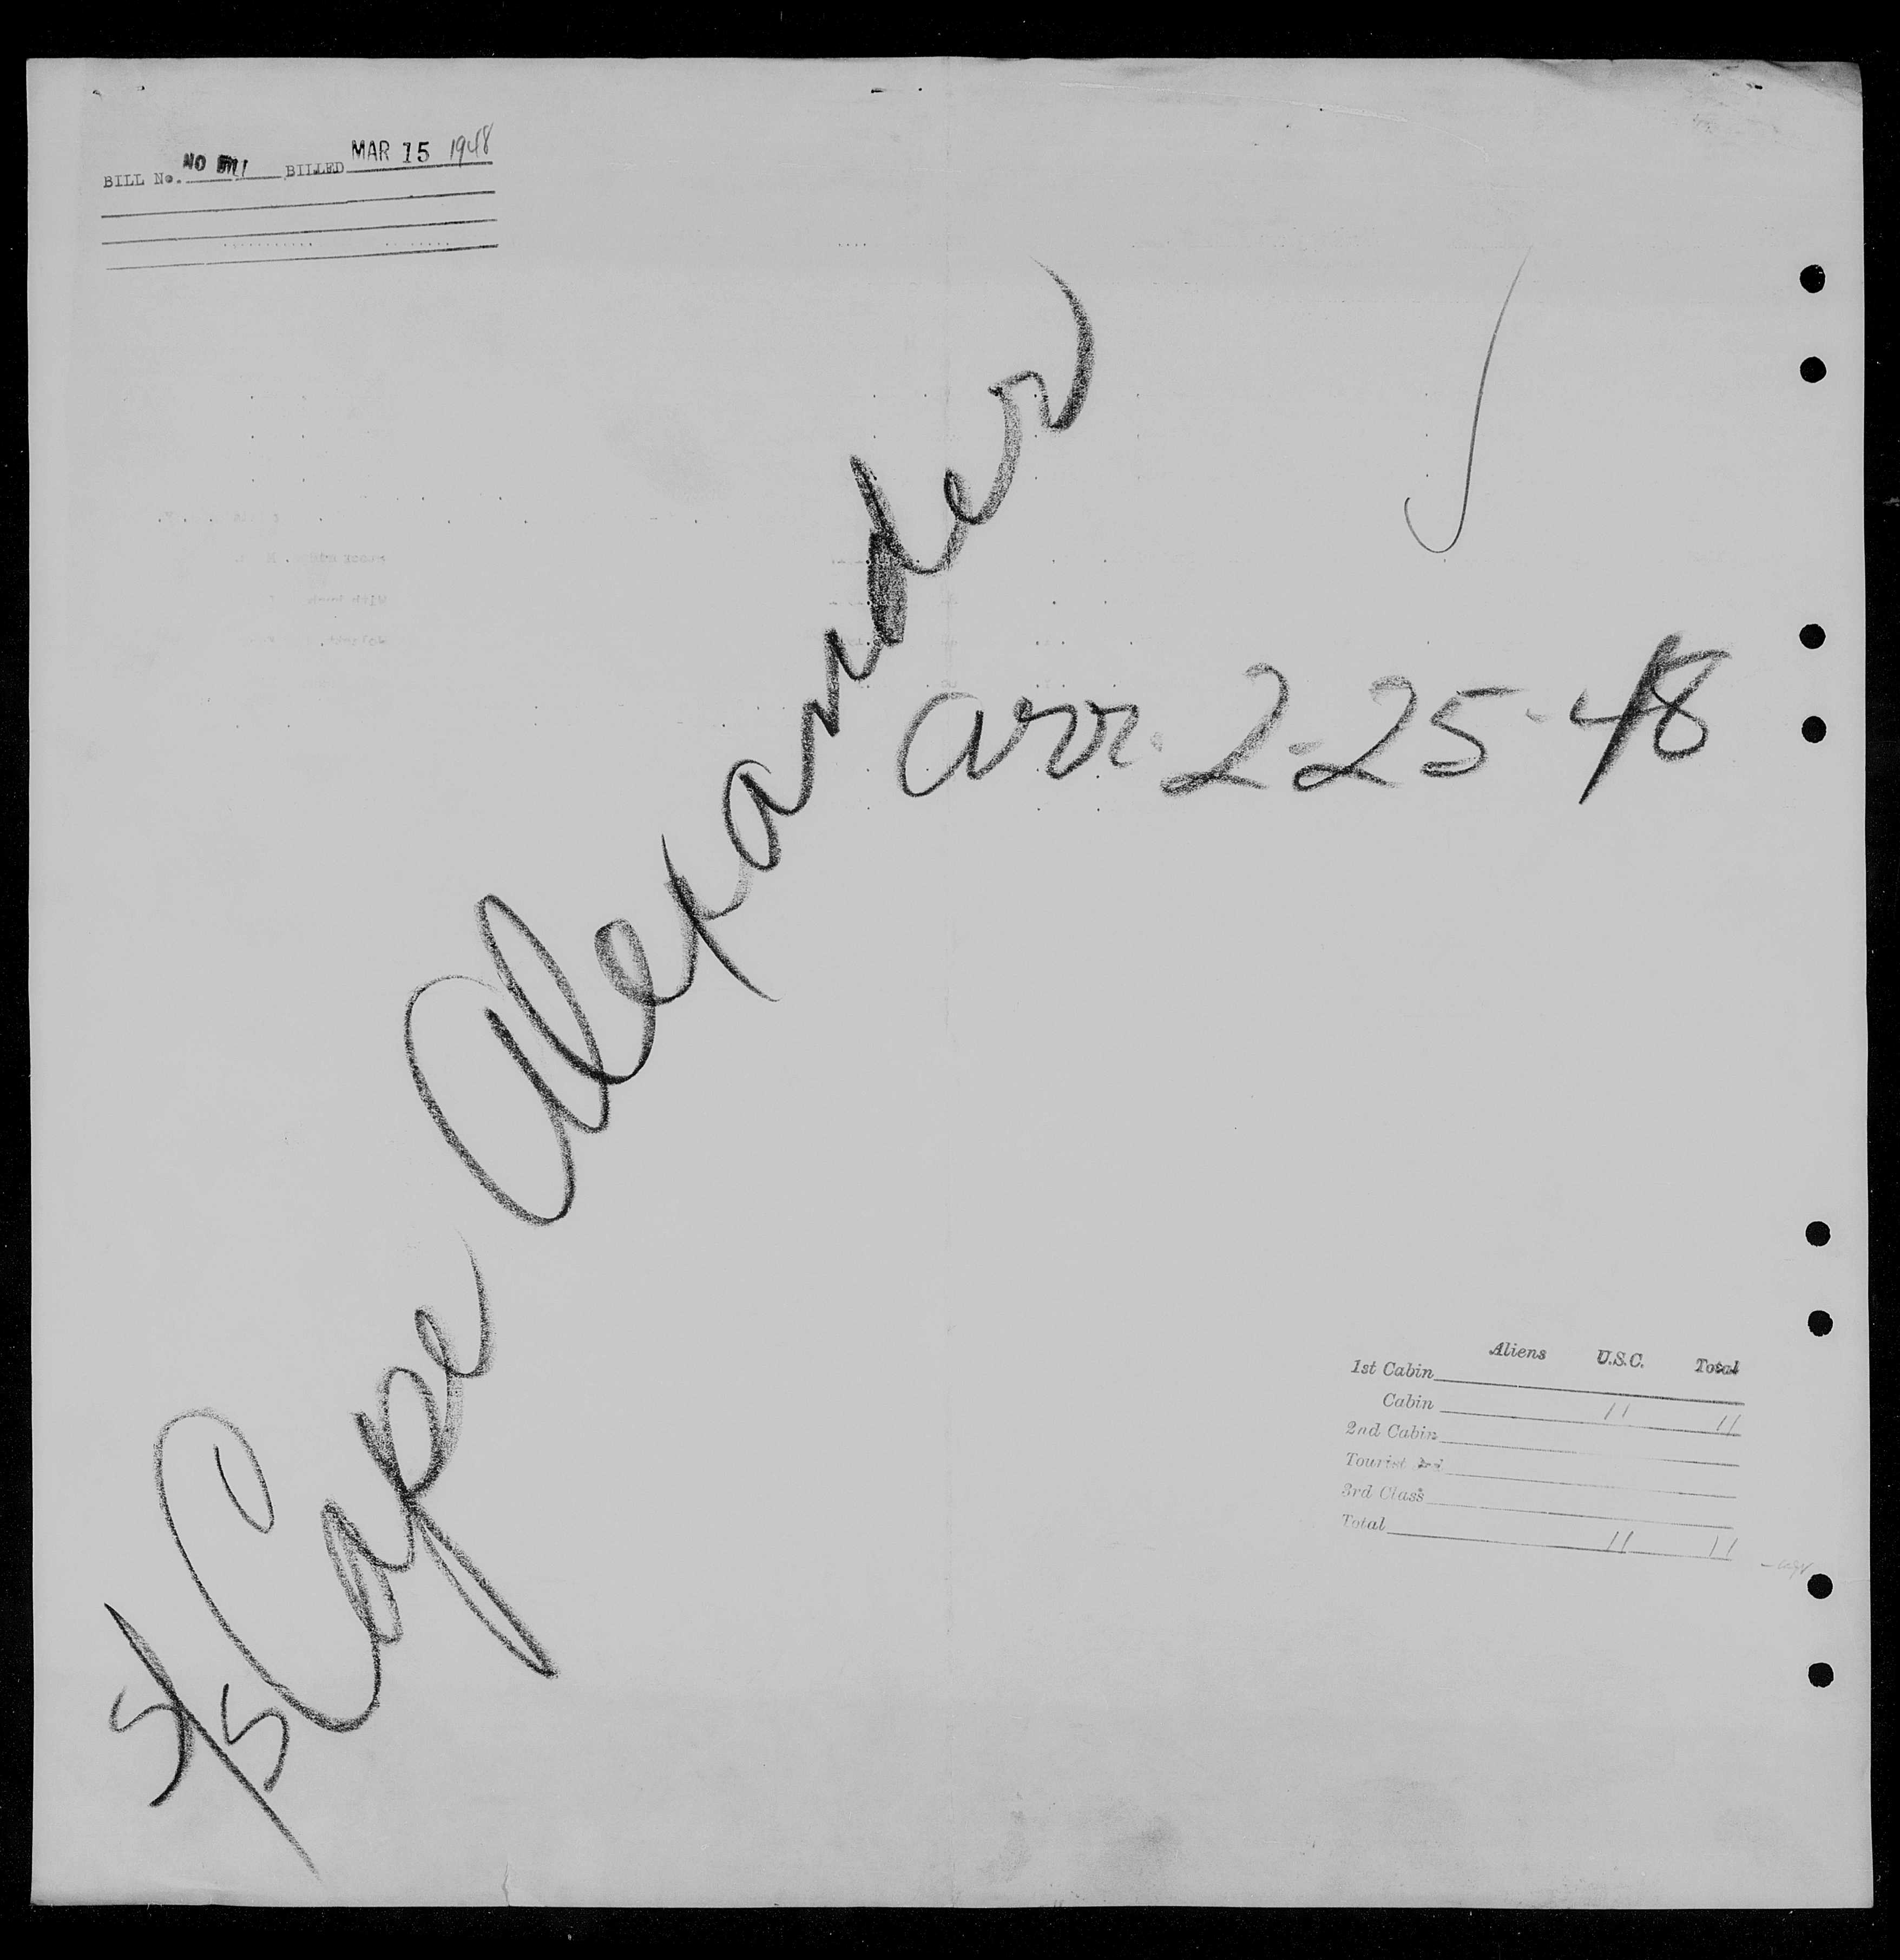 BILL No. NO Bill BILLED MAR 15 1948
S/S Cape Alexander
arr. 2-25-48
Aliens U.S.C. Total
1st Cabin
Cabin 11 11
2nd Cabin
Tourist
3rd Class
Total 11 11